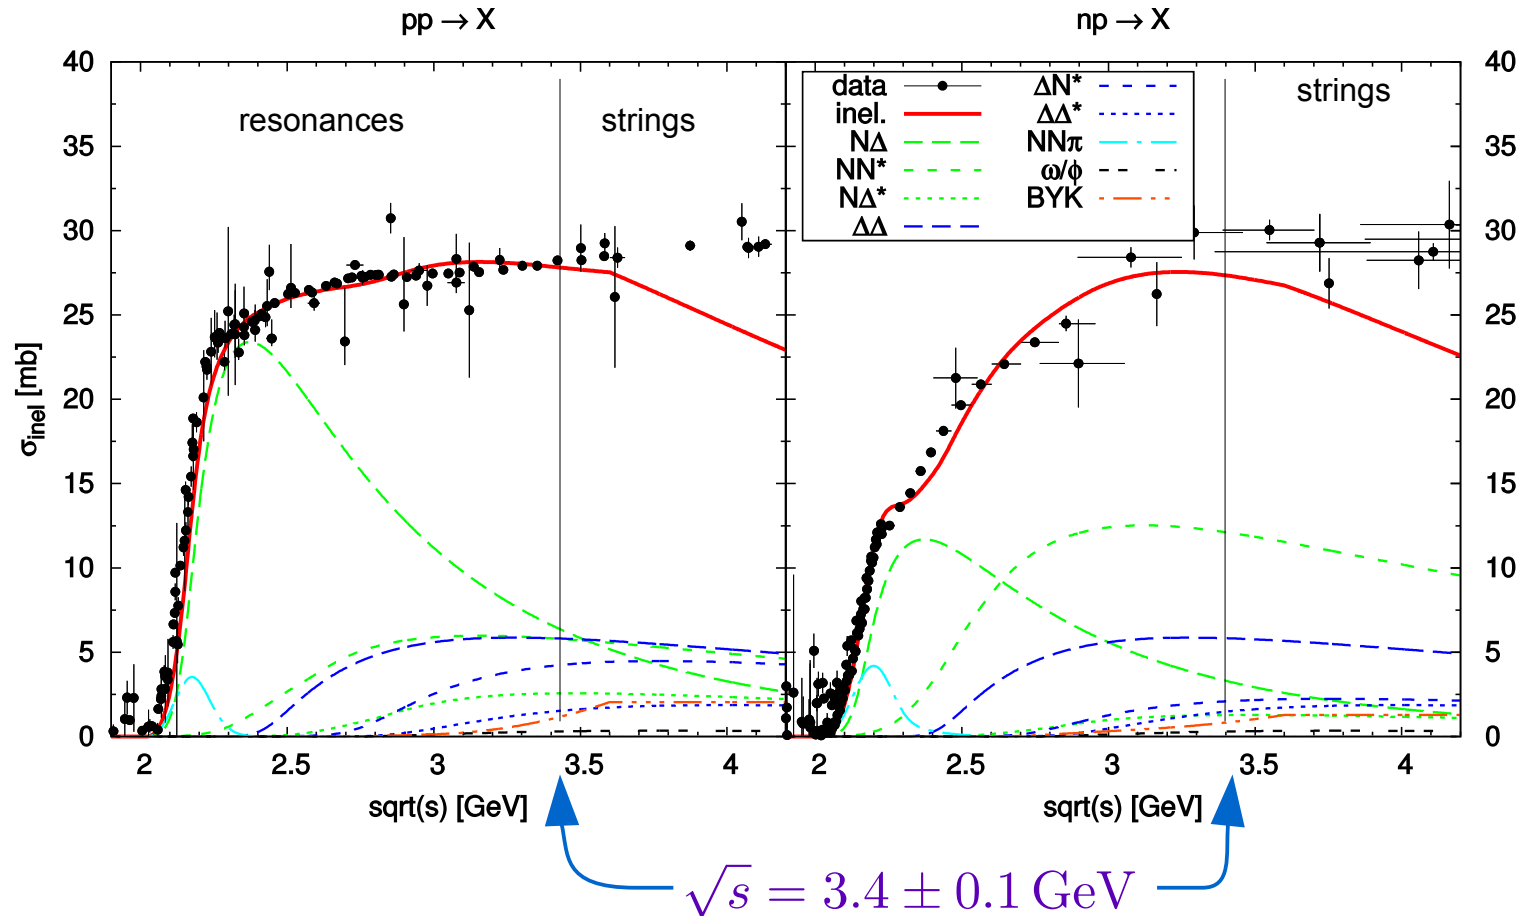 pp → X
np → X
40
35
30
25
20
15
10
5
0
σinel [mb]
resonances
strings
data
inel.
NΔ
NN*
NΔ*
ΔΔ
ΔN*
ΔΔ*
NNπ
ω/ϕ
BYK
strings
40
35
30
25
20
15
10
5
0
2 2.5 3 3.5 4
2 2.5 3 3.5 4
sqrt(s) [GeV]
sqrt(s) [GeV]
√s = 3.4 ± 0.1 GeV